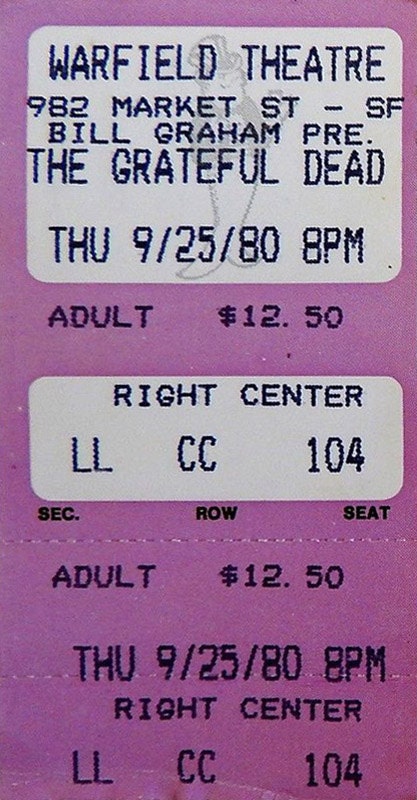 WARFIELD THEATRE
982 MARKET ST - SF
BILL GRAHAM PRE.
THE GRATEFUL DEAD
THU 9/25/80 8PM
ADULT $12.50
RIGHT CENTER
LL CC 104
SEC. ROW SEAT
ADULT $12.50
THU 9/25/80 8PM
RIGHT CENTER
LL CC 104